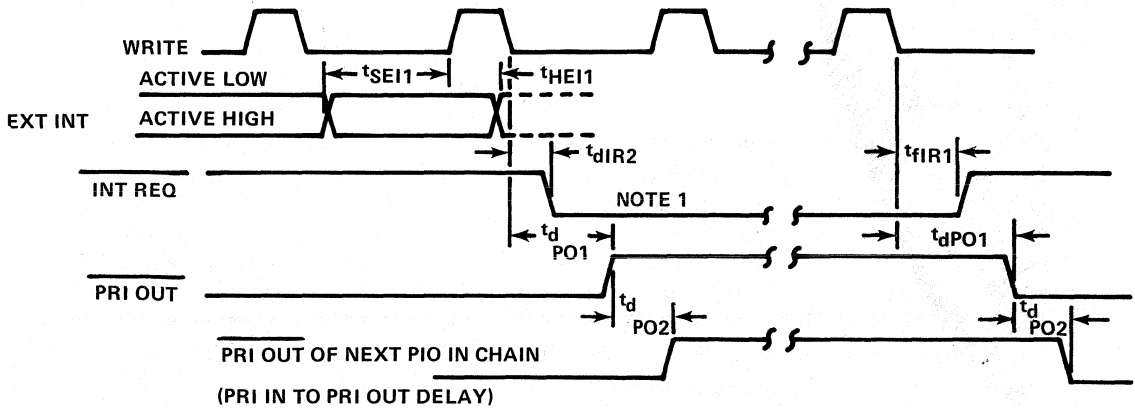 WRITE
ACTIVE LOW
tSEI1
tHEI1
EXT INT
ACTIVE HIGH
tdIR2
tfIR1
INT REQ
NOTE 1
td PO1
tdPO1
PRI OUT
td PO2
td PO2
PRI OUT OF NEXT PIO IN CHAIN
(PRI IN TO PRI OUT DELAY)